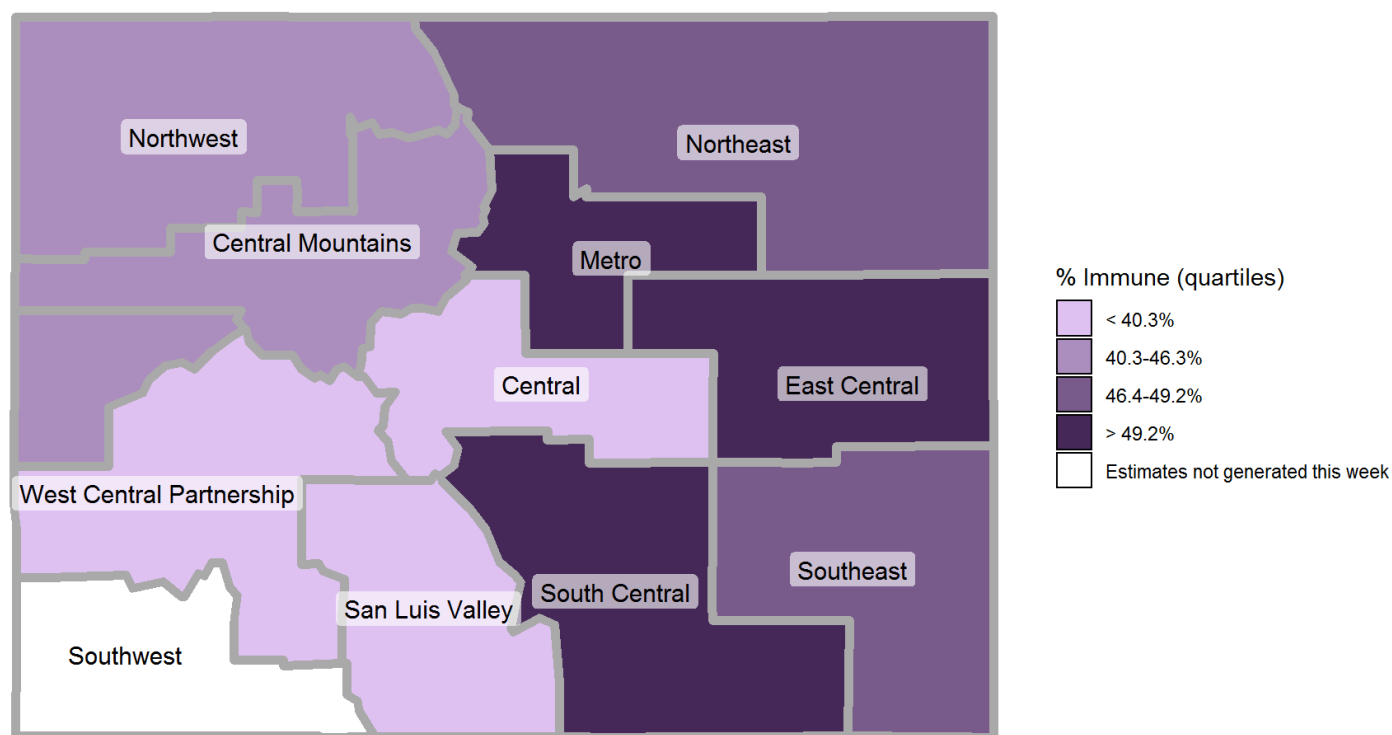 Northwest
Northeast
Central Mountains
Metro
Central
East Central
West Central Partnership
Southeast
South Central
San Luis Valley
Southwest
% Immune (quartiles)
< 40.3%
40.3-46.3%
46.4-49.2%
> 49.2%
Estimates not generated this week